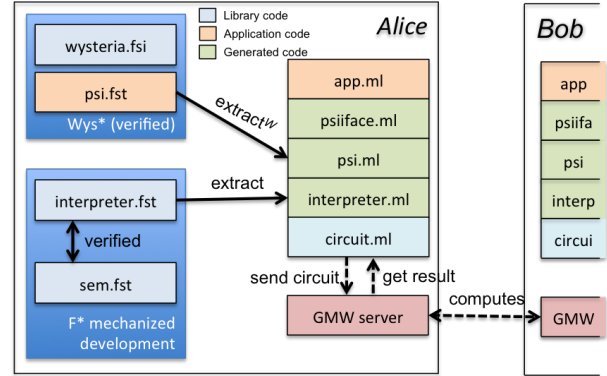 Library code
Application code
Generated code
Alice
Bob
wysteria.fsi
psi.fst
Wys* (verified)
extractw
interpreter.fst
extract
verified
sem.fst
F* mechanized
development
app.ml
psiiface.ml
psi.ml
interpreter.ml
circuit.ml
send circuit
get result
GMW server
computes
app
psiifa
psi
interp
circui
GMW